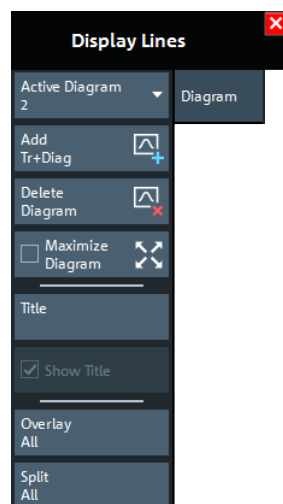 Display Lines
Active Diagram
2
Diagram
Add
Tr+Diag
Delete
Diagram
Maximize
Diagram
Title
Show Title
Overlay
All
Split
All